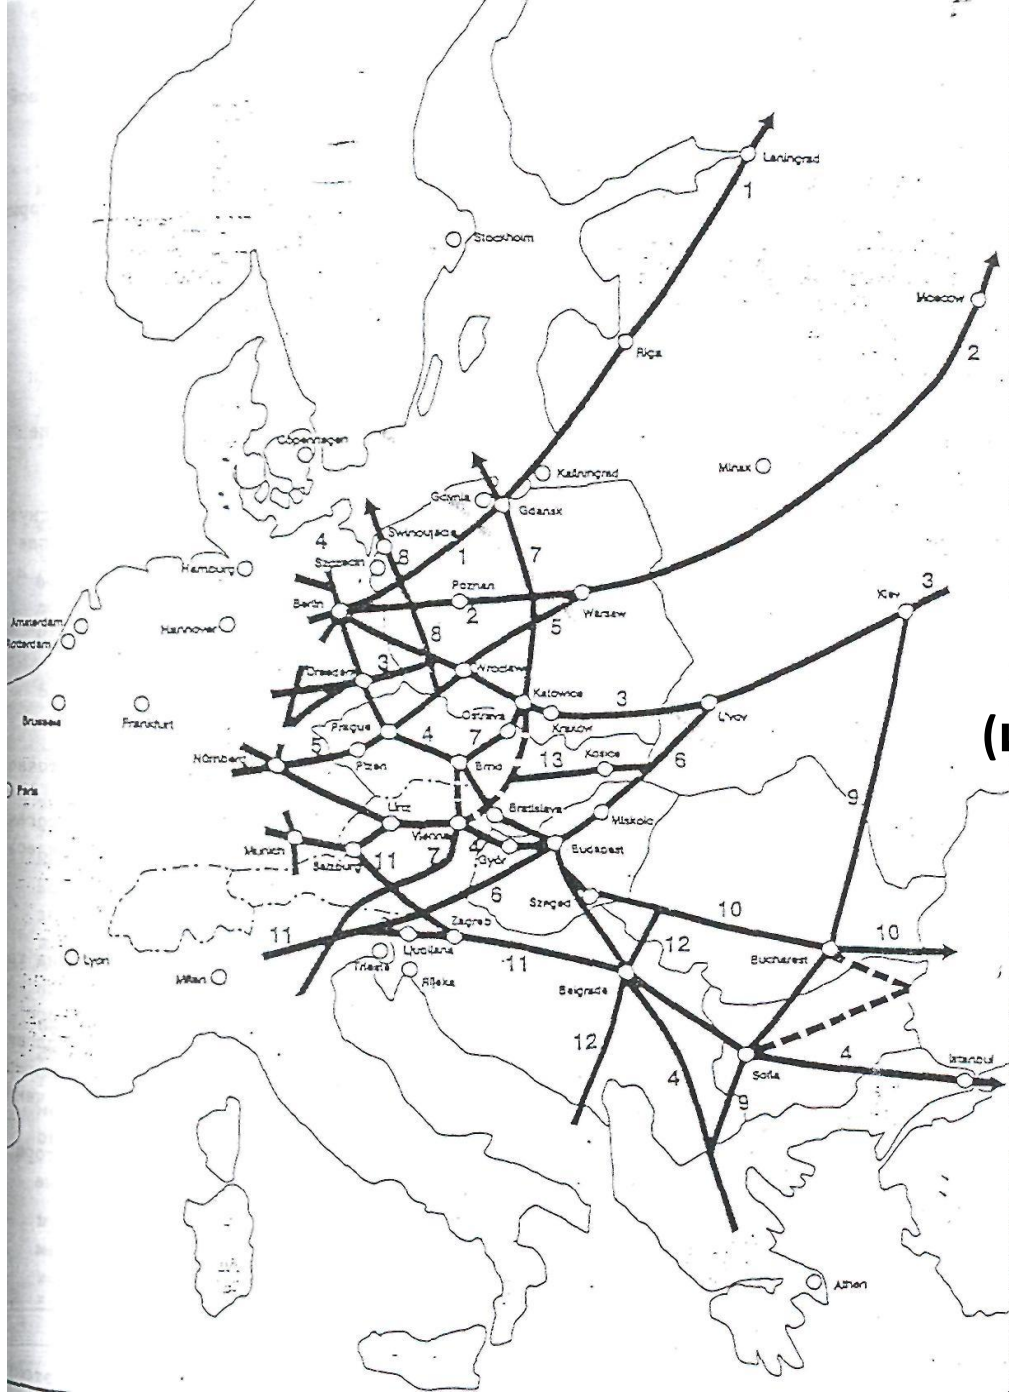 Laningrad
1
Stockholm
Moscow
2
Riga
Copenhagen
Kaliningrad
Minsx
Gdynia
Gdansx
Swinoujscie
4
8
Szczecin
1
7
3
Hamburg
Poznan
Kiev
Berlin
2
Warsaw
Amsterdam
Hannover
5
Rotterdam
8
Dresden
3
Wroclaw
Katowice
3
L'vov
Brussels
Frankfurt
Ostrava
Krakow
Prague
4
7
5
Kosice
(r
Nürnberg
Plzen
Brno
13
6
Paris
9
Linz
Bratislava
Miskolc
Vienna
Munich
4
Budapest
Salzburg
11
7
Györ
6
Szeged
10
Zagreb
11
Ljubljana
12
10
Lyon
Trieste
11
Bucharest
Milan
Rijeka
Belgrade
12
4
Istanbul
4
Sofia
9
Athen